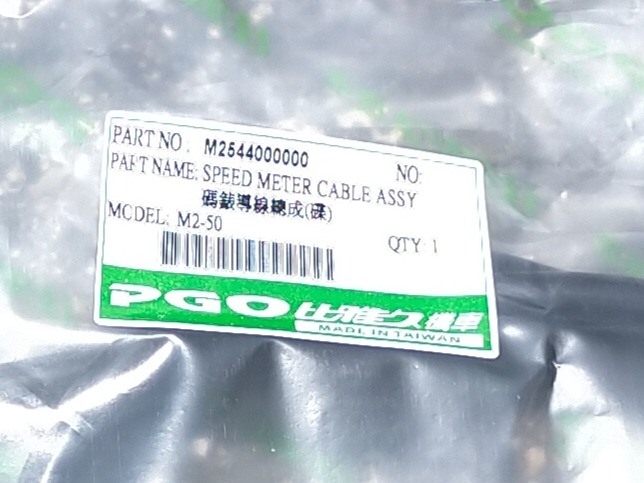 PART NO: M2544000000 NO:
PART NAME: SPEED METER CABLE ASSY
碼錶導線總成(碟)
MODEL: M2-50 QTY: 1
PGO 比雅久機車
MADE IN TAIWAN